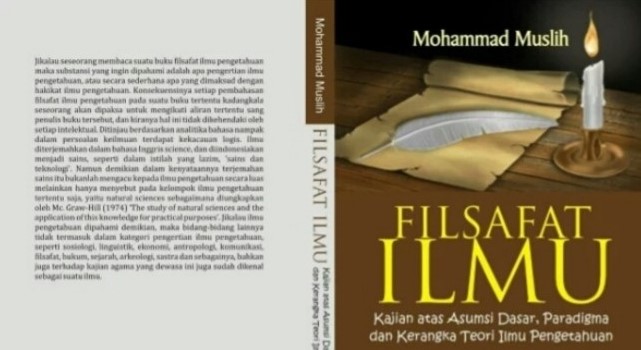 Jikalau seseorang membaca suatu buku filsafat ilmu pengetahuan
maka substansi yang ingin dipahami adalah apa pengertian ilmu
pengetahuan, atau secara sederhana apa yang dimaksud dengan
hakikat ilmu pengetahuan. Konsekuensinya setiap pembahasan
filsafat ilmu pengetahuan pada suatu buku tertentu kadangkala
seseorang akan dipaksa untuk mengikuti aliran tertentu sang
penulis buku tersebut, dan kiranya hal ini tidak dikehendaki oleh
setiap intelektual. Ditinjau berdasarkan analitika bahasa nampak
dalam persoalan keilmuan terdapat kekacauan logis. Ilmu
diterjemahkan dalam bahasa Inggris science, dan diindonesiakan
menjadi sains, seperti dalam istilah yang lazim, 'sains dan
teknologi'. Namun demikian dalam kenyataannya terjemahan
sains itu bukanlah mengacu kepada ilmu pengetahuan secara luas
melainkan hanya menyebut pada kelompok ilmu pengetahuan
tertentu saja, yaitu natural sciences sebagaimana diungkapkan
oleh Mc. Graw-Hill (1974) 'The study of natural sciences and the
application of this knowledge for practical purposes'. Jikalau ilmu
pengetahuan dipahami demikian, maka bidang-bidang lainnya
tidak termasuk dalam kategori pengertian ilmu pengetahuan,
seperti sosiologi, linguistik, ekonomi, antropologi, komunikasi,
filsafat, hukum, sejarah, arkeologi, sastra dan sebagainya, bahkan
juga terhadap kajian agama yang dewasa ini juga sudah dikenal
sebagai suatu ilmu.
Mohammad Muslih
FILSAFAT ILMU
Kajian atas Asumsi Da
dan Kerangka Teori
Mohammad Muslih
FILSAFAT
ILMU
Kajian atas Asumsi Dasar, Paradigma
dan Kerangka Teori Ilmu Pengetahuan